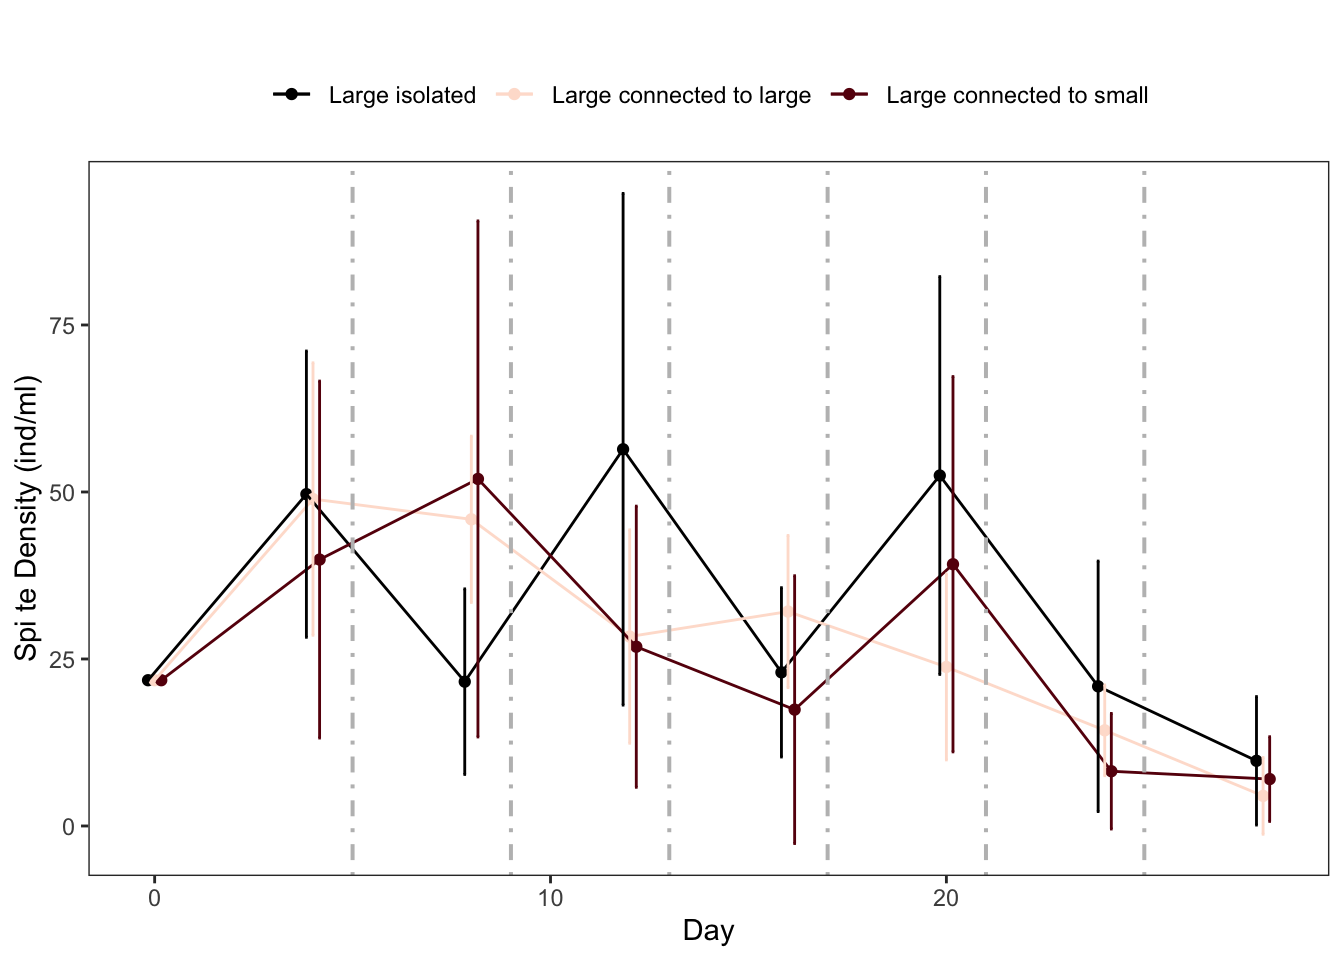 Large isolated Large connected to large Large connected to small
Spi te Density (ind/ml)
75
50
25
0
0 10 20
Day